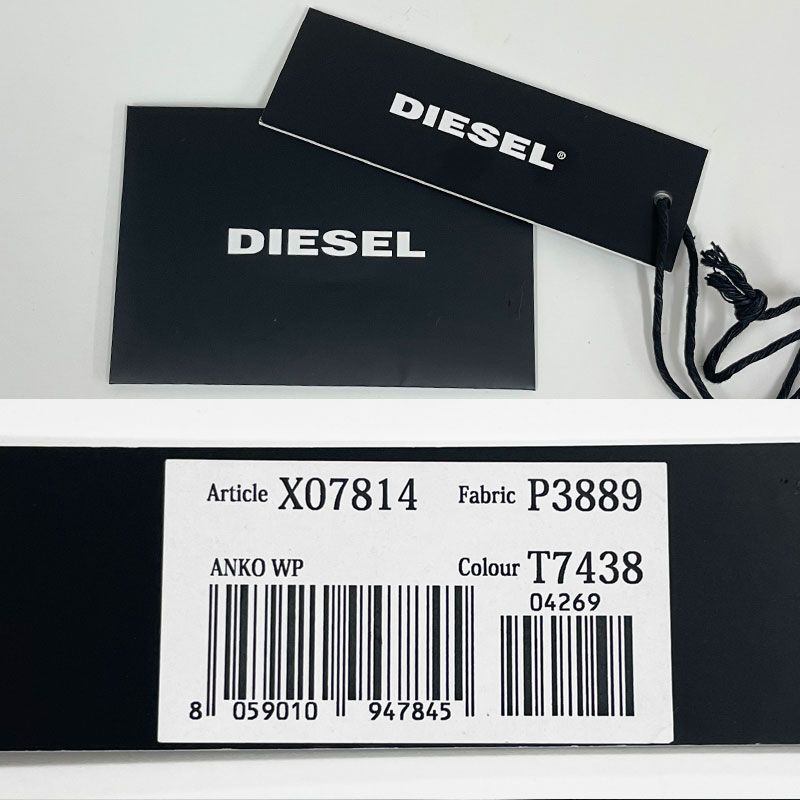 DIESEL®
DIESEL
Article X07814 Fabric P3889
ANKO WP Colour T7438
04269
8 059010 947845